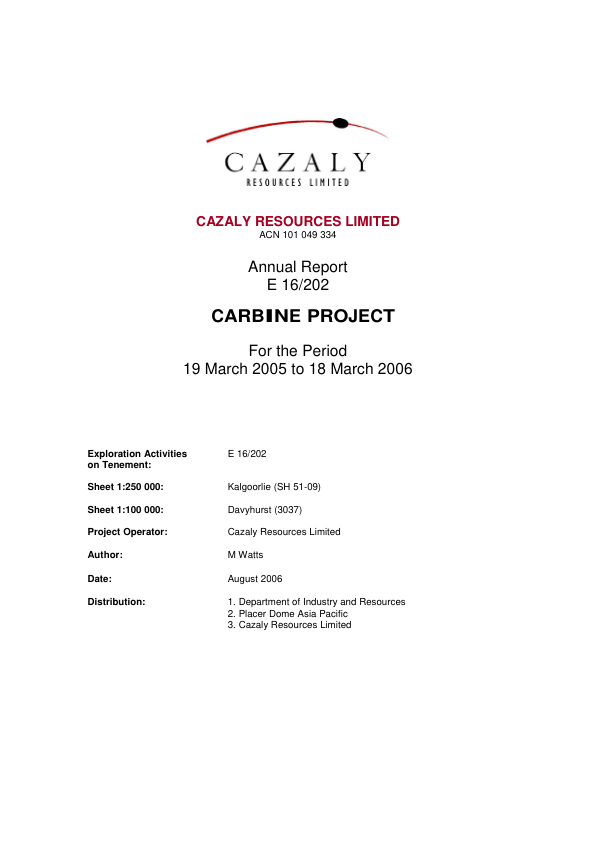 CAZALY
RESOURCES LIMITED
CAZALY RESOURCES LIMITED
ACN 101 049 334
Annual Report
E 16/202
CARBINE PROJECT
For the Period
19 March 2005 to 18 March 2006
Exploration Activities on Tenement: E 16/202
Sheet 1:250 000: Kalgoorlie (SH 51-09)
Sheet 1:100 000: Davyhurst (3037)
Project Operator: Cazaly Resources Limited
Author: M Watts
Date: August 2006
Distribution: 1. Department of Industry and Resources
2. Placer Dome Asia Pacific
3. Cazaly Resources Limited